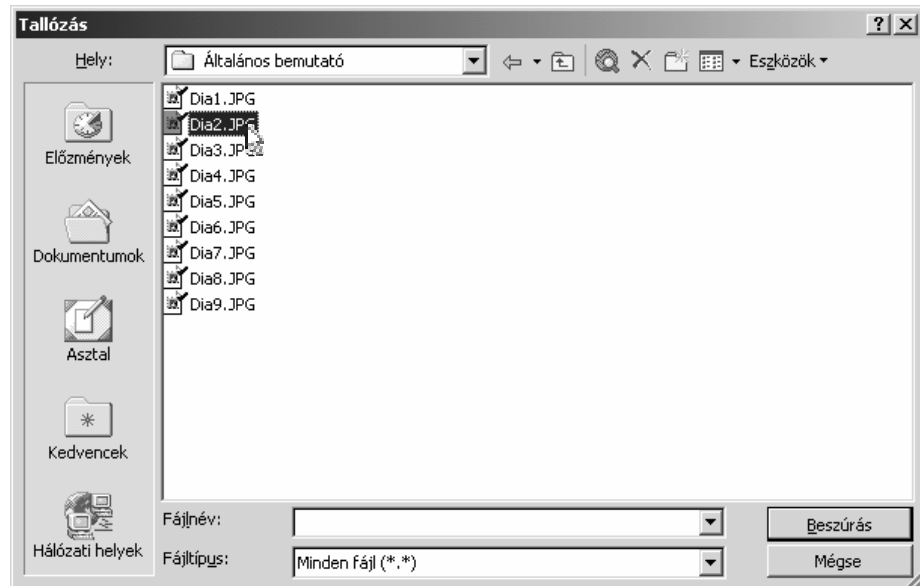 Tallózás
Hely:
Általános bemutató
Eszközök
Előzmények
Dokumentumok
Asztal
Kedvencek
Hálózati helyek
Dia1.JPG
Dia2.JPG
Dia3.JPG
Dia4.JPG
Dia5.JPG
Dia6.JPG
Dia7.JPG
Dia8.JPG
Dia9.JPG
Fájlnév:
Beszúrás
Fájltípus:
Minden fájl (*.*)
Mégse